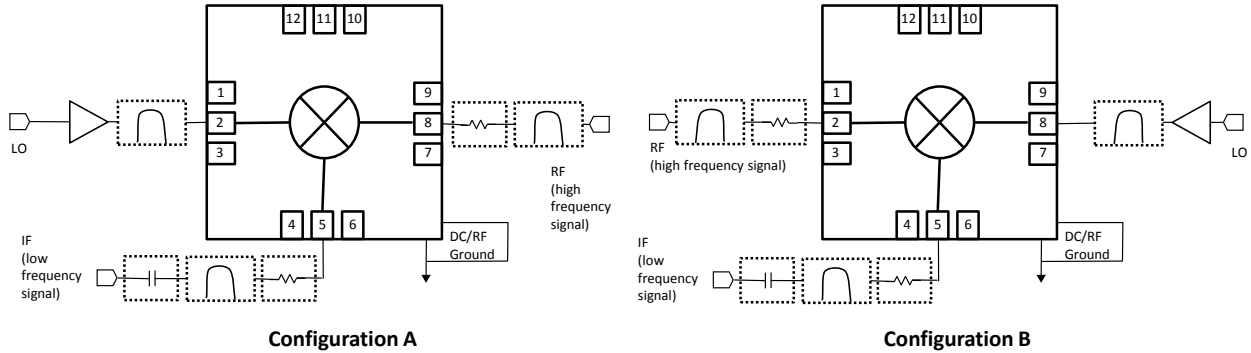 12 11 10
1
2
3
9
8
7
4 5 6
LO
RF
(high
frequency
signal)
IF
(low
frequency
signal)
DC/RF
Ground
Configuration A
12 11 10
1
2
3
9
8
7
4 5 6
RF
(high frequency signal)
LO
IF
(low
frequency
signal)
DC/RF
Ground
Configuration B